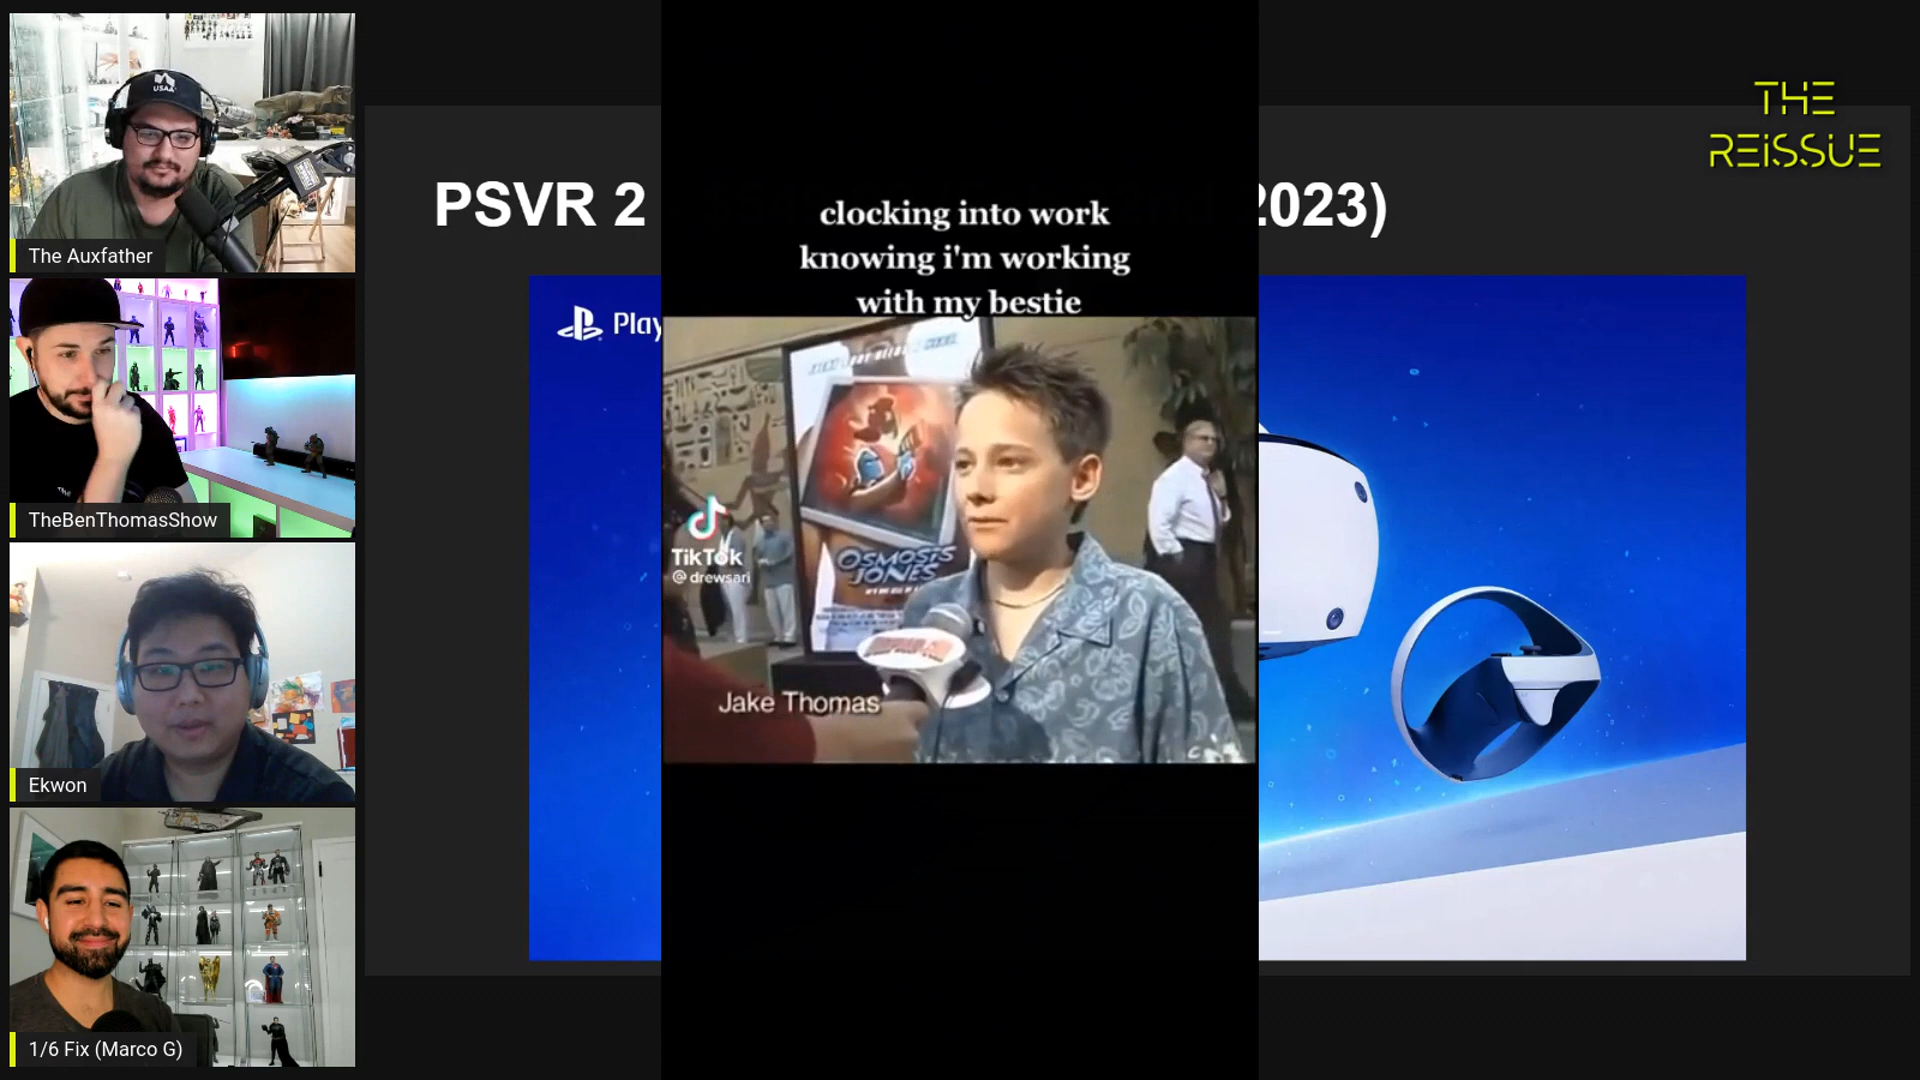 USAA
The Auxfather
TheBenThomasShow
Ekwon
1/6 Fix (Marco G)
PSVR 2
2023)
THE
REISSUE
Play
clocking into work
knowing i'm working
with my bestie
OSMOSIS
JONES
TikTok
@drewsari
Jake Thomas